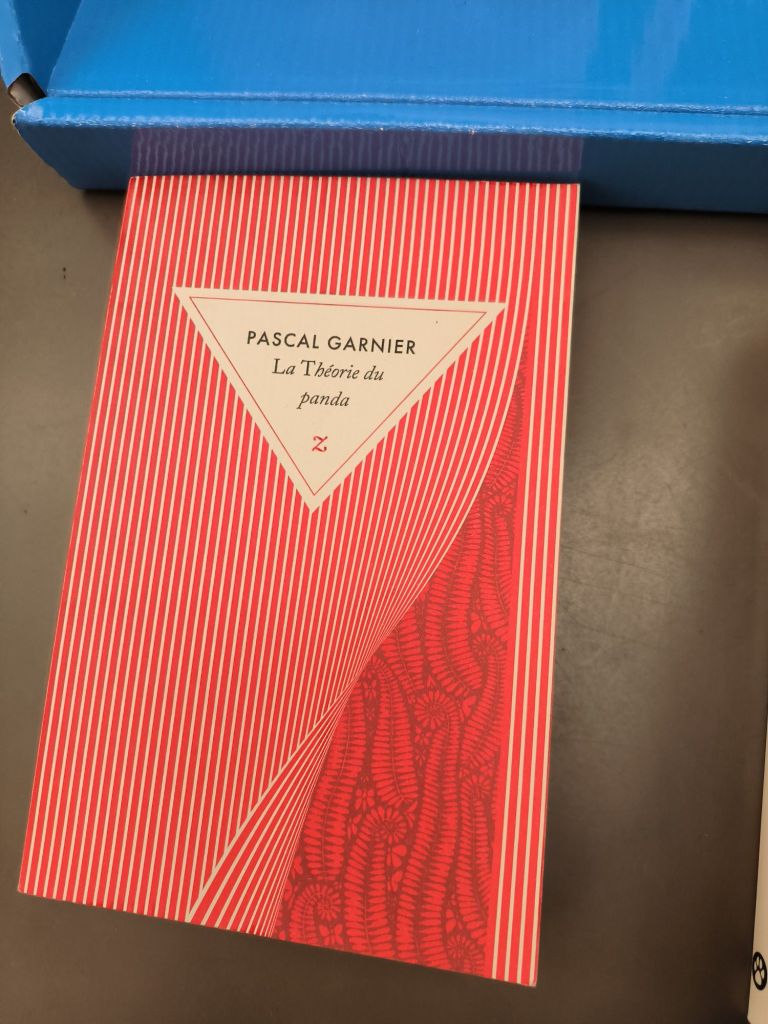 PASCAL GARNIER
La Théorie du
panda
Z